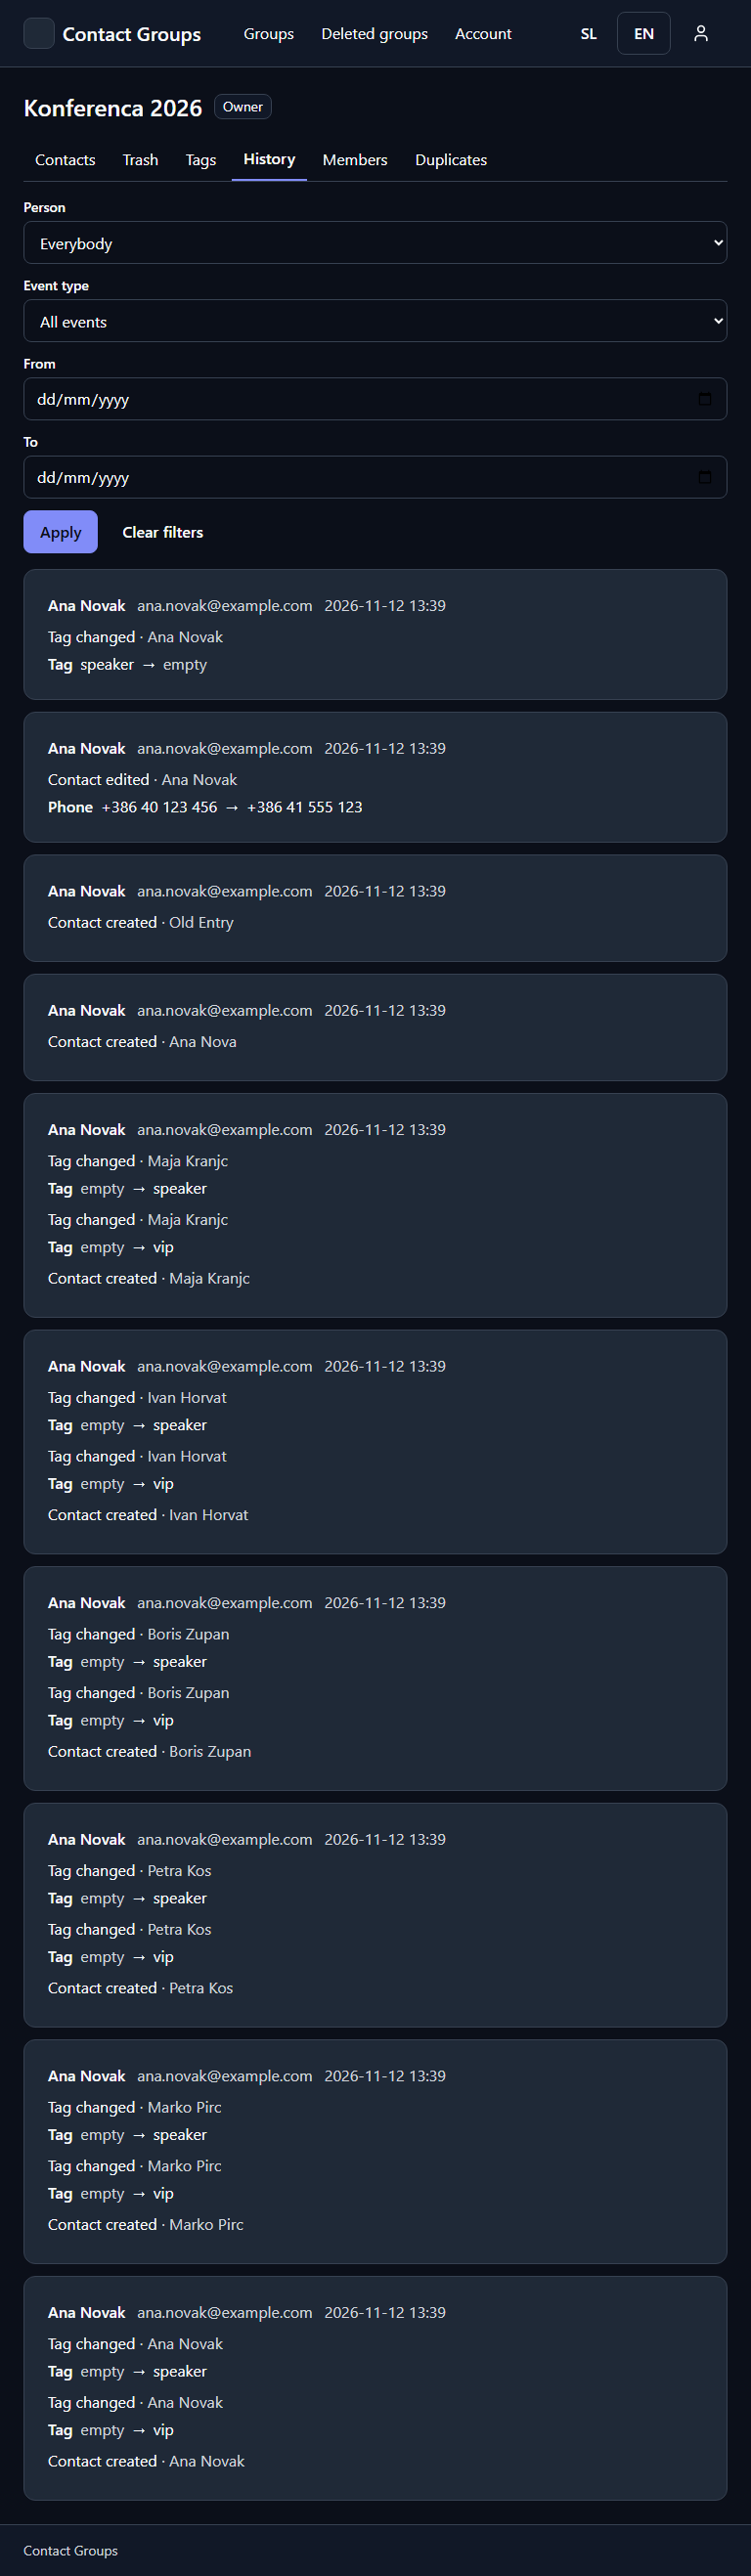 Contact Groups Groups Deleted groups Account SL EN
Konferenca 2026 Owner
Contacts Trash Tags History Members Duplicates
Person
Everybody
Event type
All events
From
dd/mm/yyyy
To
dd/mm/yyyy
Apply Clear filters
Ana Novak ana.novak@example.com 2026-11-12 13:39
Tag changed · Ana Novak
Tag speaker → empty
Ana Novak ana.novak@example.com 2026-11-12 13:39
Contact edited · Ana Novak
Phone +386 40 123 456 → +386 41 555 123
Ana Novak ana.novak@example.com 2026-11-12 13:39
Contact created · Old Entry
Ana Novak ana.novak@example.com 2026-11-12 13:39
Contact created · Ana Nova
Ana Novak ana.novak@example.com 2026-11-12 13:39
Tag changed · Maja Kranjc
Tag empty → speaker
Tag changed · Maja Kranjc
Tag empty → vip
Contact created · Maja Kranjc
Ana Novak ana.novak@example.com 2026-11-12 13:39
Tag changed · Ivan Horvat
Tag empty → speaker
Tag changed · Ivan Horvat
Tag empty → vip
Contact created · Ivan Horvat
Ana Novak ana.novak@example.com 2026-11-12 13:39
Tag changed · Boris Zupan
Tag empty → speaker
Tag changed · Boris Zupan
Tag empty → vip
Contact created · Boris Zupan
Ana Novak ana.novak@example.com 2026-11-12 13:39
Tag changed · Petra Kos
Tag empty → speaker
Tag changed · Petra Kos
Tag empty → vip
Contact created · Petra Kos
Ana Novak ana.novak@example.com 2026-11-12 13:39
Tag changed · Marko Pirc
Tag empty → speaker
Tag changed · Marko Pirc
Tag empty → vip
Contact created · Marko Pirc
Ana Novak ana.novak@example.com 2026-11-12 13:39
Tag changed · Ana Novak
Tag empty → speaker
Tag changed · Ana Novak
Tag empty → vip
Contact created · Ana Novak
Contact Groups